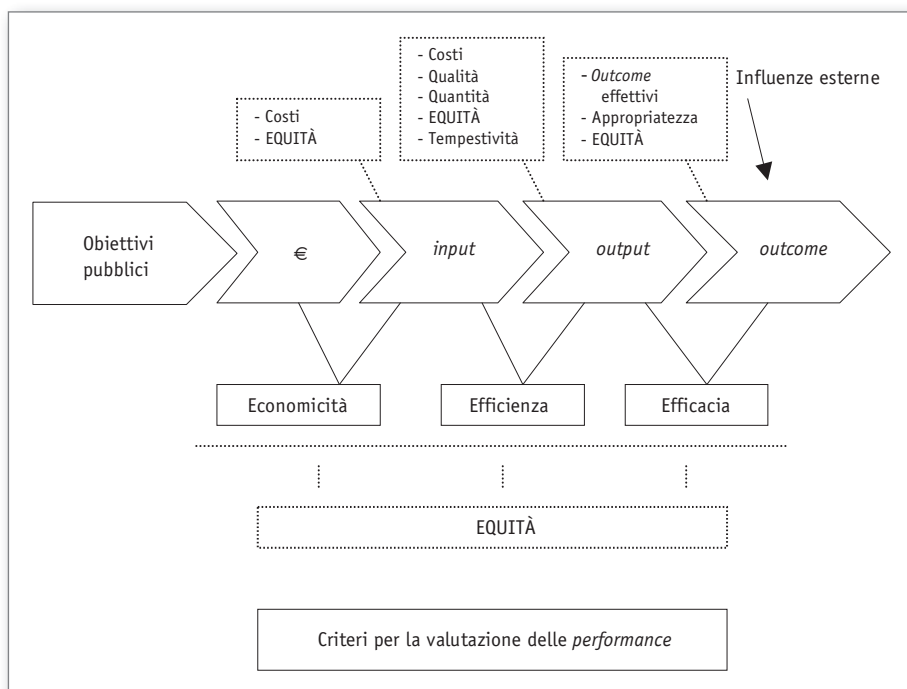 - Costi
- EQUITÀ
- Costi
- Qualità
- Quantità
- EQUITÀ
- Tempestività
- Outcome
effettivi
- Appropriatezza
- EQUITÀ
Influenze esterne
Obiettivi
pubblici
€
input
output
outcome
Economicità
Efficienza
Efficacia
EQUITÀ
Criteri per la valutazione delle performance